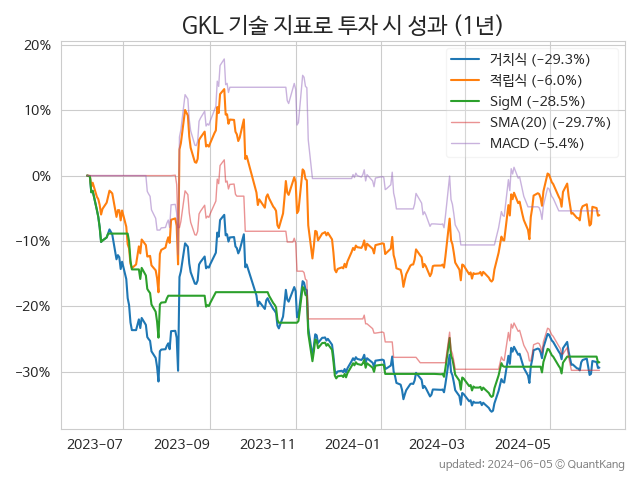 GKL 기술 지표로 투자 시 성과 (1년)
20%
10%
0%
−10%
−20%
−30%
거치식 (−29.3%)
적립식 (−6.0%)
SigM (−28.5%)
SMA(20) (−29.7%)
MACD (−5.4%)
2023-07 2023-09 2023-11 2024-01 2024-03 2024-05
updated: 2024-06-05 ⓒ QuantKang